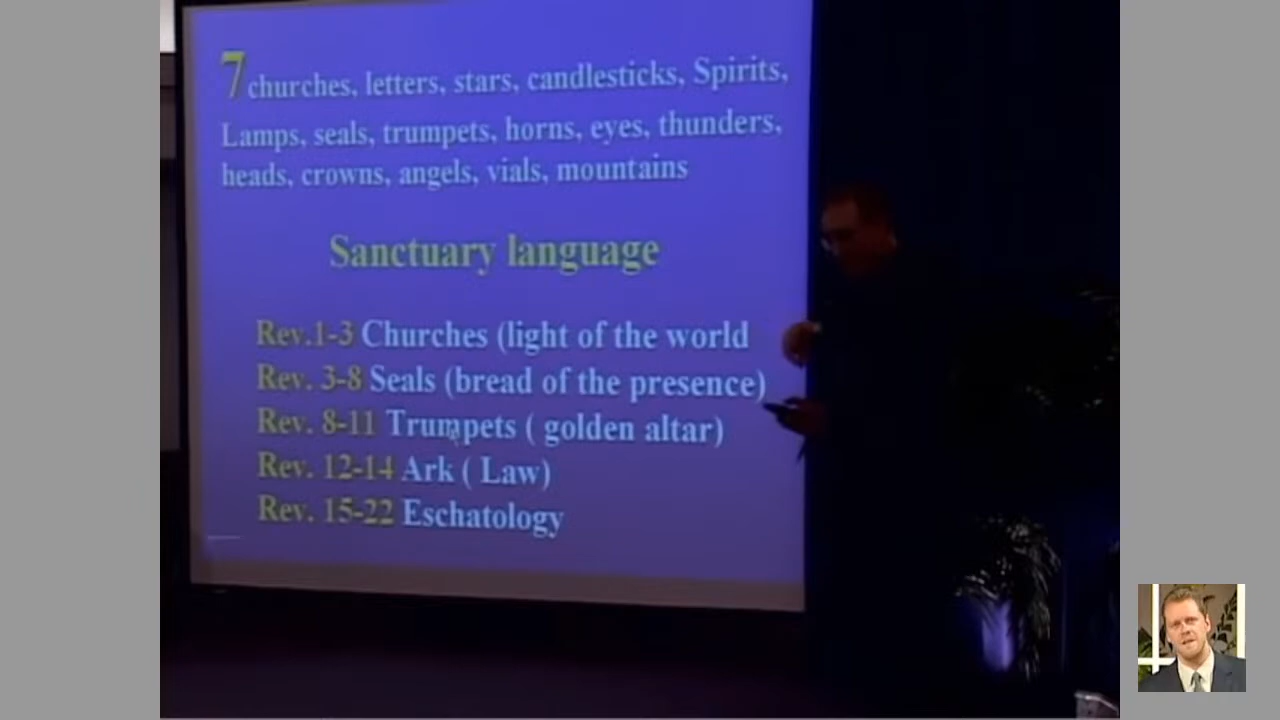 7 churches, letters, stars, candlesticks, Spirits,
Lamps, seals, trumpets, horns, eyes, thunders,
heads, crowns, angels, vials, mountains
Sanctuary language
Rev.1-3 Churches (light of the world
Rev. 3-8 Seals (bread of the presence)
Rev. 8-11 Trumpets ( golden altar)
Rev. 12-14 Ark ( Law)
Rev. 15-22 Eschatology